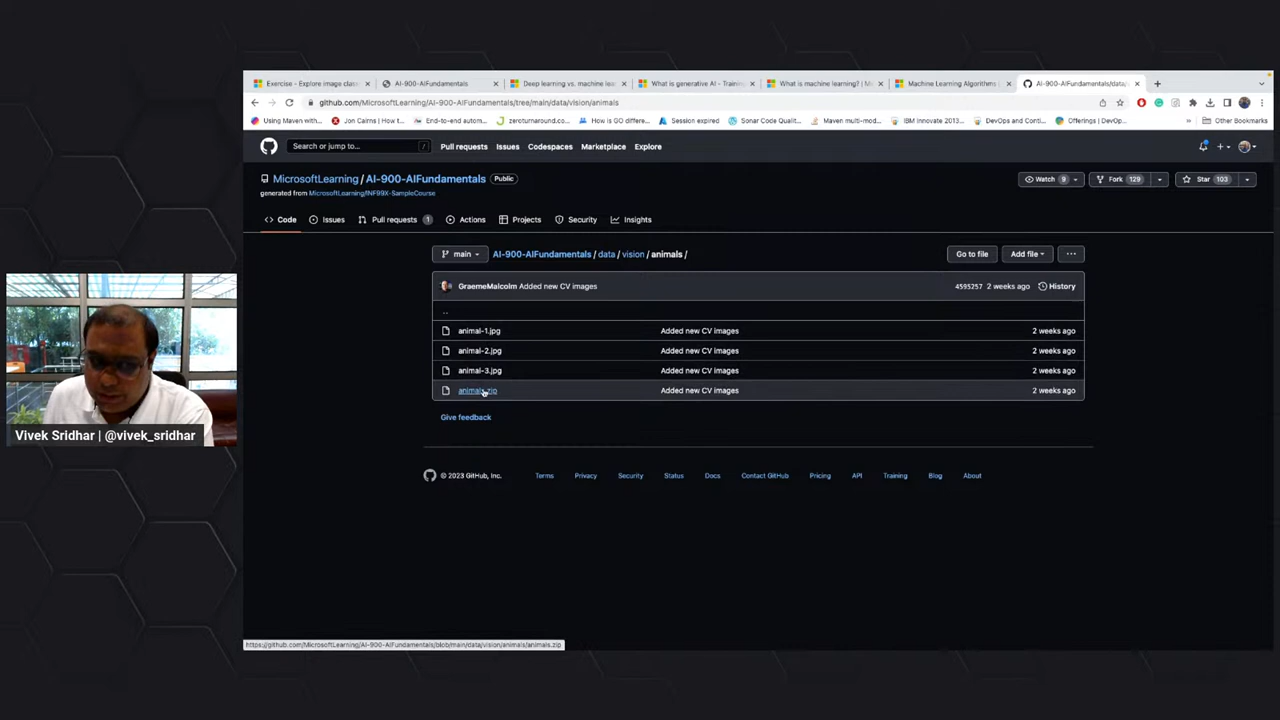 Exercise - Explore image clas
AI-900-AIFundamentals
Deep learning vs. machine lea
What is generative AI - Trainin
What is machine learning? | M
Machine Learning Algorithms
AI-900-AIFundamentals/data/
github.com/MicrosoftLearning/AI-900-AIFundamentals/tree/main/data/vision/animals
Using Maven with...
Jon Cairns | How t...
End-to-end autom...
zeroturnaround.co...
How is GO differe...
Session expired
Sonar Code Qualit...
Maven multi-mod...
IBM Innovate 2013...
DevOps and Conti...
Offerings | DevOp...
Other Bookmarks
Search or jump to...
/
Pull requests
Issues
Codespaces
Marketplace
Explore
MicrosoftLearning / AI-900-AIFundamentals Public
Watch 9
Fork 129
Star 103
generated from MicrosoftLearning/INF99X-SampleCourse
Code
Issues
Pull requests 1
Actions
Projects
Security
Insights
main
AI-900-AIFundamentals / data / vision / animals /
Go to file
Add file
...
GraemeMalcolm Added new CV images
4595257 2 weeks ago
History
..
animal-1.jpg Added new CV images 2 weeks ago
animal-2.jpg Added new CV images 2 weeks ago
animal-3.jpg Added new CV images 2 weeks ago
animals.zip Added new CV images 2 weeks ago
Give feedback
Vivek Sridhar | @vivek_sridhar
© 2023 GitHub, Inc.
Terms
Privacy
Security
Status
Docs
Contact GitHub
Pricing
API
Training
Blog
About
https://github.com/MicrosoftLearning/AI-900-AIFundamentals/blob/main/data/vision/animals/animals.zip